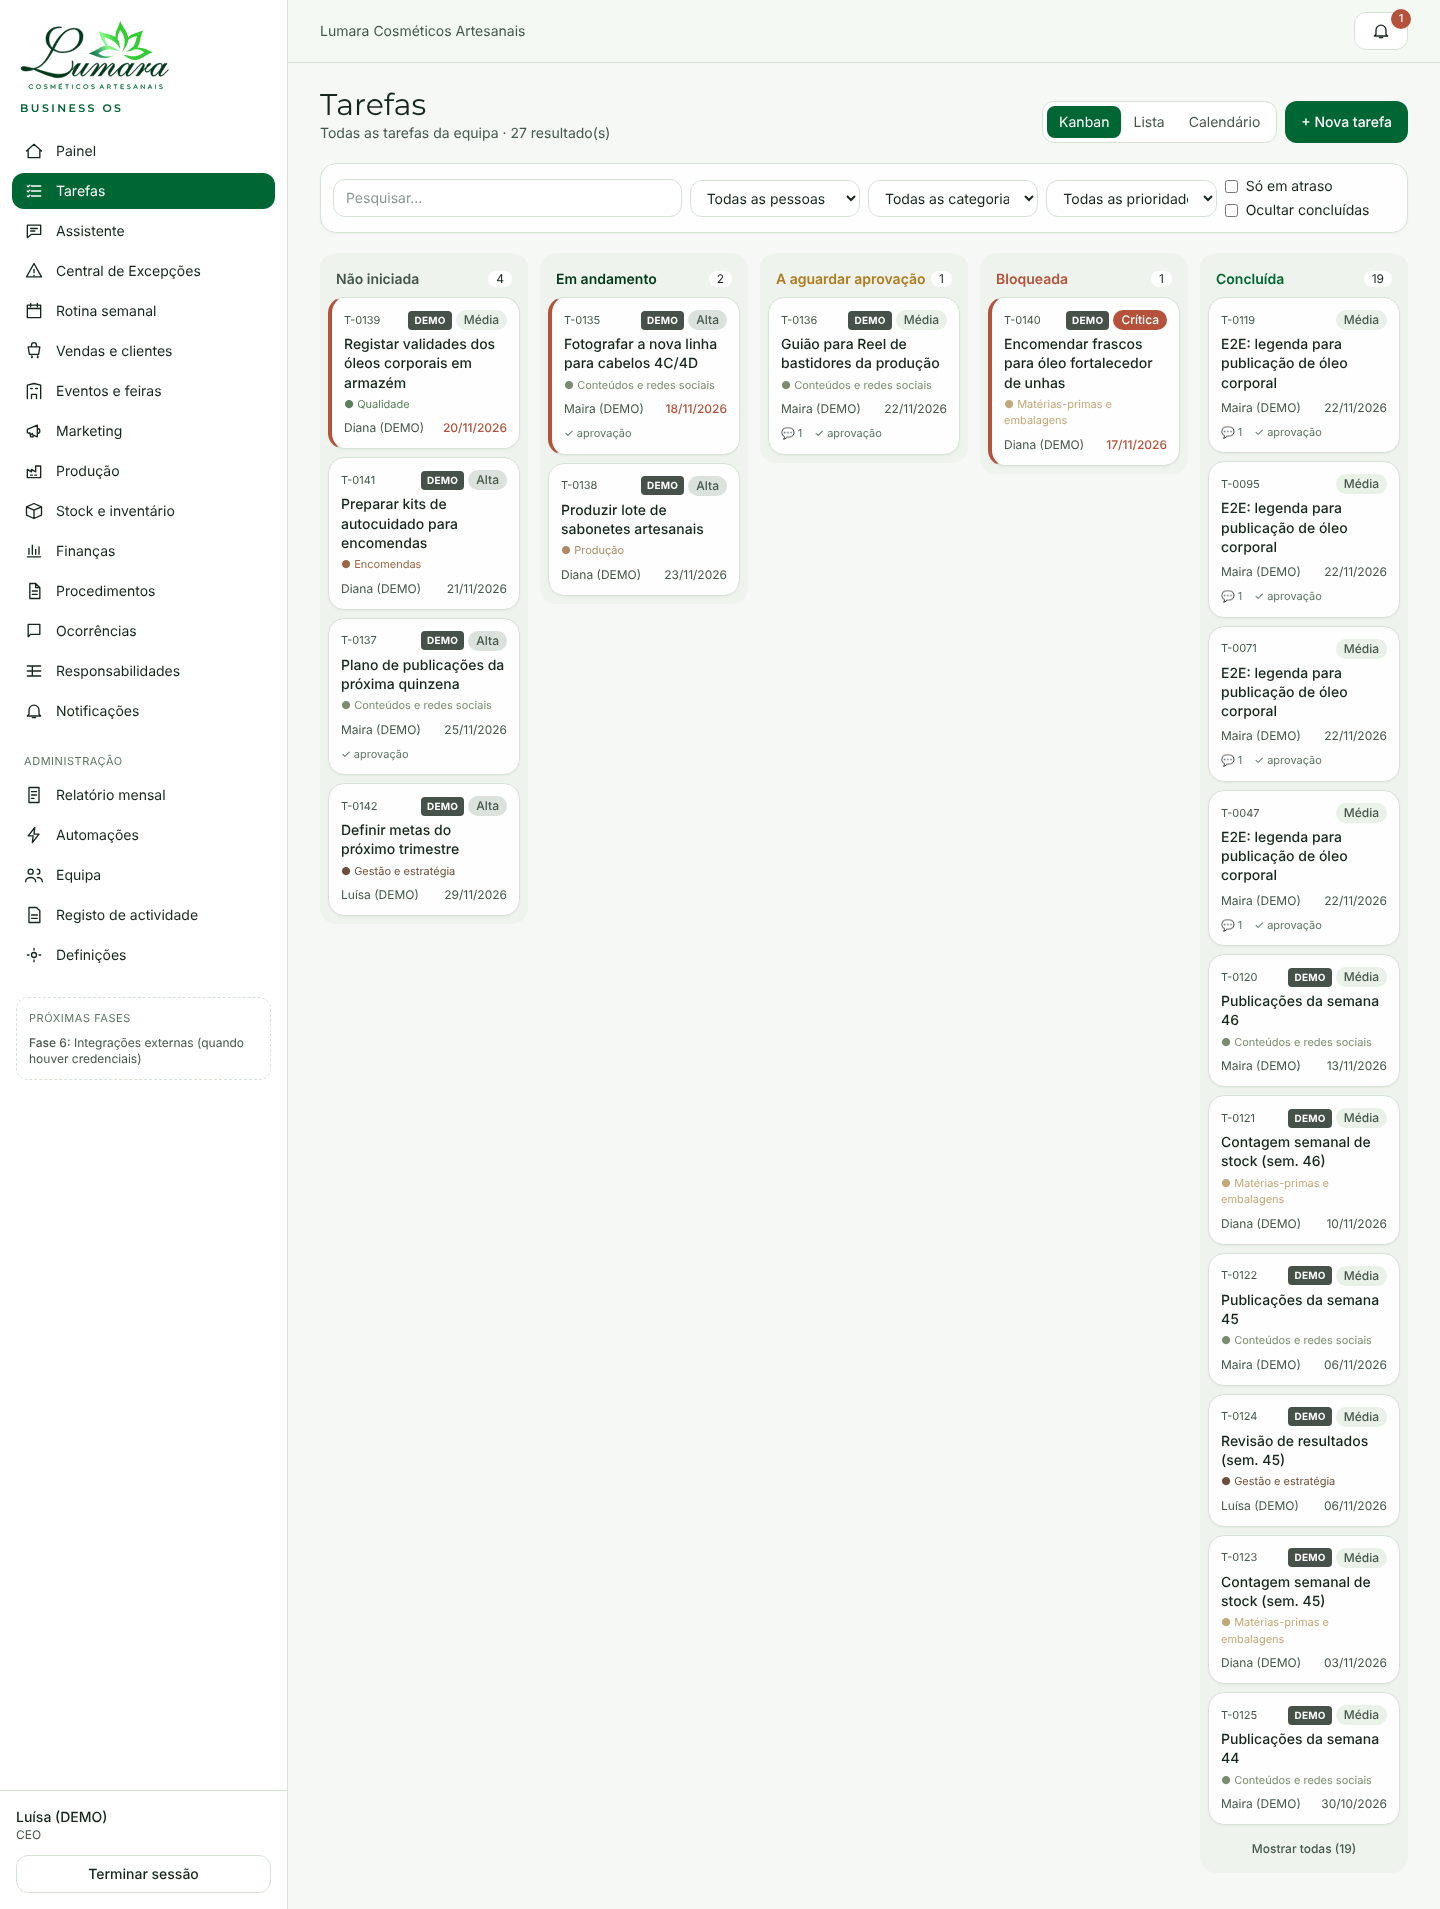 Lumara
COSMÉTICOS ARTESANAIS
BUSINESS OS
Painel
Tarefas
Assistente
Central de Excepções
Rotina semanal
Vendas e clientes
Eventos e feiras
Marketing
Produção
Stock e inventário
Finanças
Procedimentos
Ocorrências
Responsabilidades
Notificações
ADMINISTRAÇÃO
Relatório mensal
Automações
Equipa
Registo de actividade
Definições
PRÓXIMAS FASES
Fase 6: Integrações externas (quando
houver credenciais)
Luísa (DEMO)
CEO
Terminar sessão
Lumara Cosméticos Artesanais
1
Tarefas
Todas as tarefas da equipa · 27 resultado(s)
Kanban Lista Calendário
+ Nova tarefa
Pesquisar...
Todas as pessoas
Todas as categoria
Todas as prioridad
Só em atraso
Ocultar concluídas
Não iniciada 4
T-0139 DEMO Média
Registar validades dos
óleos corporais em
armazém
Qualidade
Diana (DEMO) 20/11/2026
T-0141 DEMO Alta
Preparar kits de
autocuidado para
encomendas
Encomendas
Diana (DEMO) 21/11/2026
T-0137 DEMO Alta
Plano de publicações da
próxima quinzena
Conteúdos e redes sociais
Maira (DEMO) 25/11/2026
✓ aprovação
T-0142 DEMO Alta
Definir metas do
próximo trimestre
Gestão e estratégia
Luísa (DEMO) 29/11/2026
Em andamento 2
T-0135 DEMO Alta
Fotografar a nova linha
para cabelos 4C/4D
Conteúdos e redes sociais
Maira (DEMO) 18/11/2026
✓ aprovação
T-0138 DEMO Alta
Produzir lote de
sabonetes artesanais
Produção
Diana (DEMO) 23/11/2026
A aguardar aprovação 1
T-0136 DEMO Média
Guião para Reel de
bastidores da produção
Conteúdos e redes sociais
Maira (DEMO) 22/11/2026
💬 1 ✓ aprovação
Bloqueada 1
T-0140 DEMO Crítica
Encomendar frascos
para óleo fortalecedor
de unhas
Matérias-primas e
embalagens
Diana (DEMO) 17/11/2026
Concluída 19
T-0119 Média
E2E: legenda para
publicação de óleo
corporal
Maira (DEMO) 22/11/2026
💬 1 ✓ aprovação
T-0095 Média
E2E: legenda para
publicação de óleo
corporal
Maira (DEMO) 22/11/2026
💬 1 ✓ aprovação
T-0071 Média
E2E: legenda para
publicação de óleo
corporal
Maira (DEMO) 22/11/2026
💬 1 ✓ aprovação
T-0047 Média
E2E: legenda para
publicação de óleo
corporal
Maira (DEMO) 22/11/2026
💬 1 ✓ aprovação
T-0120 DEMO Média
Publicações da semana
46
Conteúdos e redes sociais
Maira (DEMO) 13/11/2026
T-0121 DEMO Média
Contagem semanal de
stock (sem. 46)
Matérias-primas e
embalagens
Diana (DEMO) 10/11/2026
T-0122 DEMO Média
Publicações da semana
45
Conteúdos e redes sociais
Maira (DEMO) 06/11/2026
T-0124 DEMO Média
Revisão de resultados
(sem. 45)
Gestão e estratégia
Luísa (DEMO) 06/11/2026
T-0123 DEMO Média
Contagem semanal de
stock (sem. 45)
Matérias-primas e
embalagens
Diana (DEMO) 03/11/2026
T-0125 DEMO Média
Publicações da semana
44
Conteúdos e redes sociais
Maira (DEMO) 30/10/2026
Mostrar todas (19)